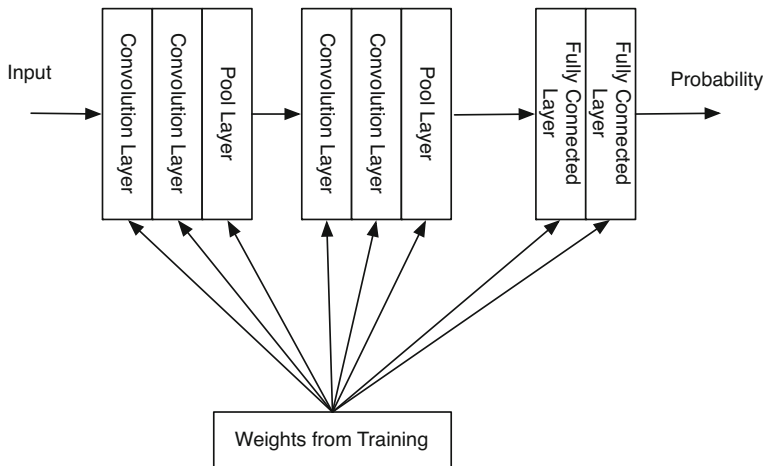 Input
Convolution Layer
Convolution Layer
Pool Layer
Convolution Layer
Convolution Layer
Pool Layer
Fully Connected
Layer
Fully Connected
Layer
Probability
Weights from Training